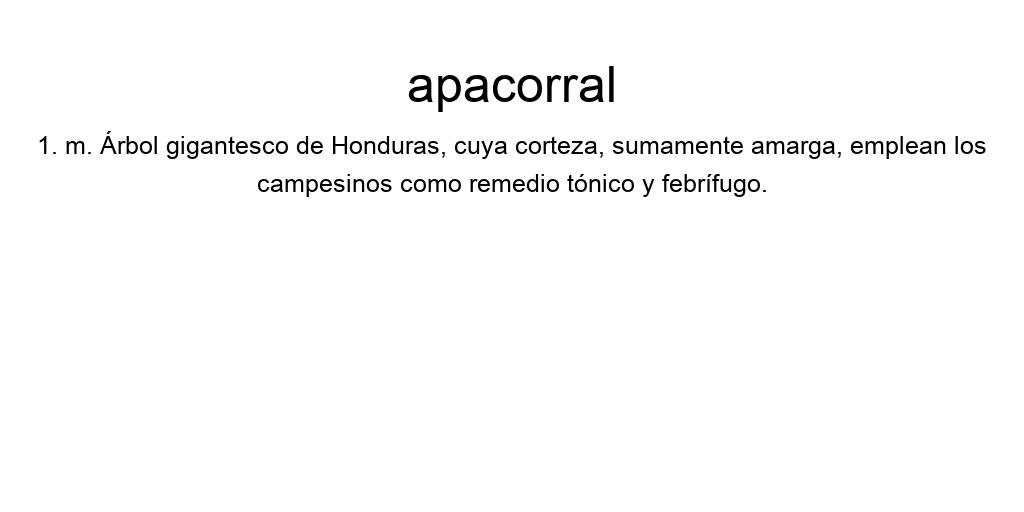 apacorral
1. m. Árbol gigantesco de Honduras, cuya corteza, sumamente amarga, emplean los
campesinos como remedio tónico y febrífugo.